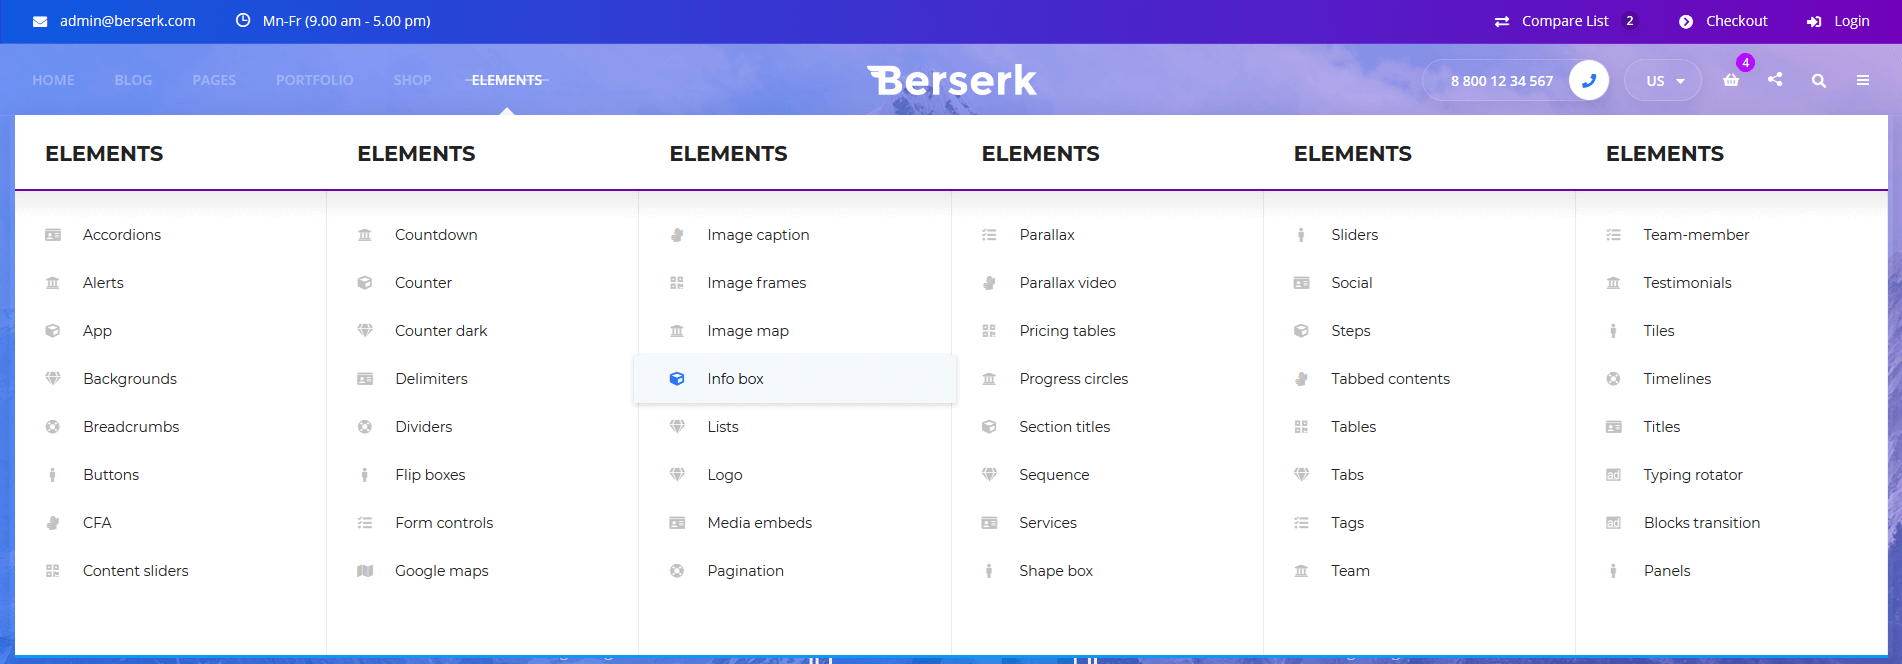 admin@berserk.com Mn-Fr (9.00 am - 5.00 pm) Compare List 2 Checkout Login
HOME BLOG PAGES PORTFOLIO SHOP ELEMENTS Berserk 8 800 12 34 567 US 4
ELEMENTS ELEMENTS ELEMENTS ELEMENTS ELEMENTS ELEMENTS
Accordions Countdown Image caption Parallax Sliders Team-member
Alerts Counter Image frames Parallax video Social Testimonials
App Counter dark Image map Pricing tables Steps Tiles
Backgrounds Delimiters Info box Progress circles Tabbed contents Timelines
Breadcrumbs Dividers Lists Section titles Tables Titles
Buttons Flip boxes Logo Sequence Tabs Typing rotator
CFA Form controls Media embeds Services Tags Blocks transition
Content sliders Google maps Pagination Shape box Team Panels